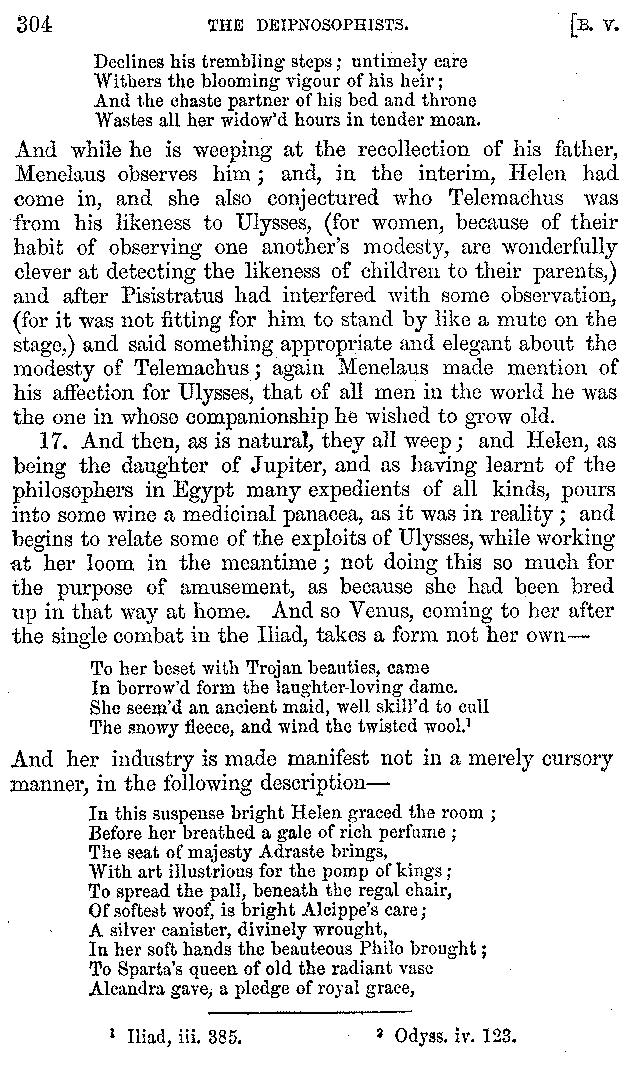 304 THE DEIPNOSOPHISTS. [B. V.
Declines his trembling steps; untimely care
Withers the blooming vigour of his heir;
And the chaste partner of his bed and throne
Wastes all her widow'd hours in tender moan.
And while he is weeping at the recollection of his father,
Menelaus observes him; and, in the interim, Helen had
come in, and she also conjectured who Telemachus was
from his likeness to Ulysses, (for women, because of their
habit of observing one another's modesty, are wonderfully
clever at detecting the likeness of children to their parents,)
and after Pisistratus had interfered with some observation,
(for it was not fitting for him to stand by like a mute on the
stage,) and said something appropriate and elegant about the
modesty of Telemachus; again Menelaus made mention of
his affection for Ulysses, that of all men in the world he was
the one in whose companionship he wished to grow old.
17. And then, as is natural, they all weep; and Helen, as
being the daughter of Jupiter, and as having learnt of the
philosophers in Egypt many expedients of all kinds, pours
into some wine a medicinal panacea, as it was in reality; and
begins to relate some of the exploits of Ulysses, while working
at her loom in the meantime; not doing this so much for
the purpose of amusement, as because she had been bred
up in that way at home. And so Venus, coming to her after
the single combat in the Iliad, takes a form not her own—
To her beset with Trojan beauties, came
In borrow'd form the laughter-loving dame.
She seem'd an ancient maid, well skill'd to cull
The snowy fleece, and wind the twisted wool.¹
And her industry is made manifest not in a merely cursory
manner, in the following description—
In this suspense bright Helen graced the room;
Before her breathed a gale of rich perfume;
The seat of majesty Adraste brings,
With art illustrious for the pomp of kings;
To spread the pall, beneath the regal chair,
Of softest woof, is bright Alcippe's care;
A silver canister, divinely wrought,
In her soft hands the beauteous Philo brought;
To Sparta's queen of old the radiant vase
Alcandra gave, a pledge of royal grace,
¹ Iliad, iii. 385. ² Odyss. iv. 123.